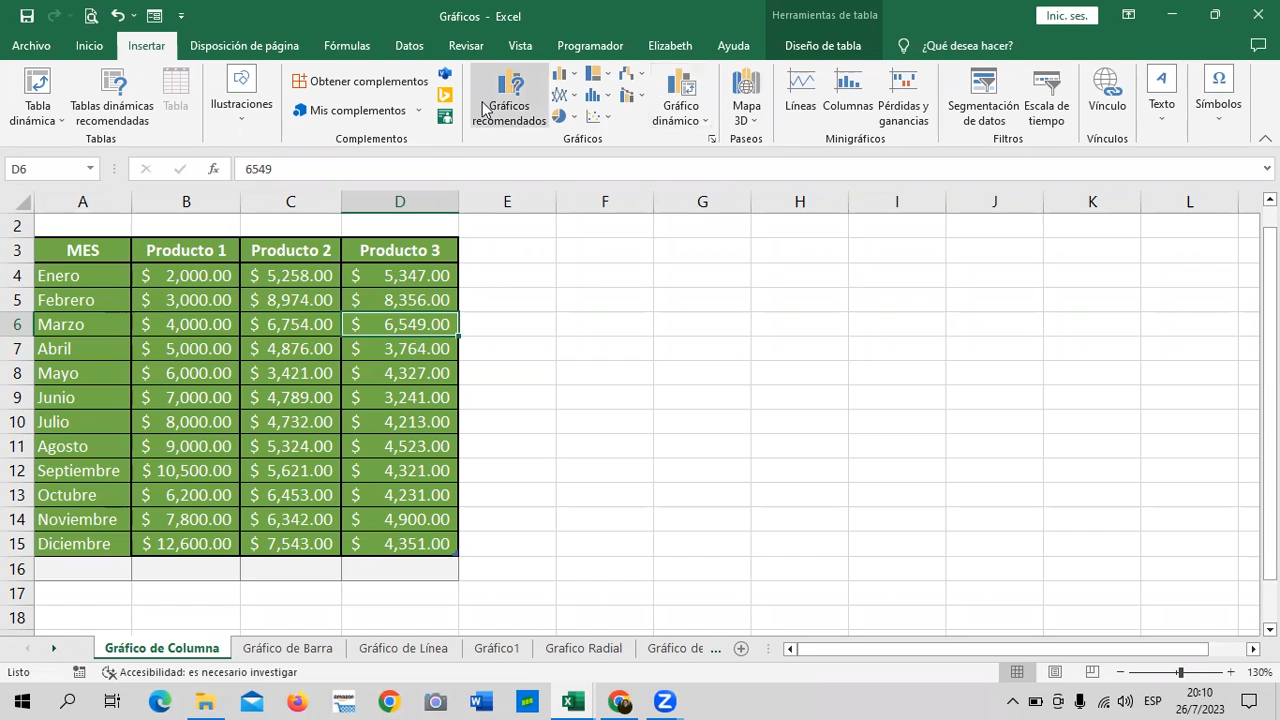 Gráficos - Excel
Herramientas de tabla
Inic. ses.
Archivo Inicio Insertar Disposición de página Fórmulas Datos Revisar Vista Programador Elizabeth Ayuda Diseño de tabla ¿Qué desea hacer?
Tabla dinámica
Tablas dinámicas recomendadas
Tabla
Tablas
Ilustraciones
Obtener complementos
Mis complementos
Complementos
Gráficos recomendados
Gráfico dinámico
Gráficos
Mapa 3D
Paseos
Líneas
Columnas
Pérdidas y ganancias
Minigráficos
Segmentación de datos
Escala de tiempo
Filtros
Vínculo
Vínculos
Texto
Símbolos
D6 fx 6549
A B C D E F G H I J K L
2
3 MES Producto 1 Producto 2 Producto 3
4 Enero $ 2,000.00 $ 5,258.00 $ 5,347.00
5 Febrero $ 3,000.00 $ 8,974.00 $ 8,356.00
6 Marzo $ 4,000.00 $ 6,754.00 $ 6,549.00
7 Abril $ 5,000.00 $ 4,876.00 $ 3,764.00
8 Mayo $ 6,000.00 $ 3,421.00 $ 4,327.00
9 Junio $ 7,000.00 $ 4,789.00 $ 3,241.00
10 Julio $ 8,000.00 $ 4,732.00 $ 4,213.00
11 Agosto $ 9,000.00 $ 5,324.00 $ 4,523.00
12 Septiembre $ 10,500.00 $ 5,621.00 $ 4,321.00
13 Octubre $ 6,200.00 $ 6,453.00 $ 4,231.00
14 Noviembre $ 7,800.00 $ 6,342.00 $ 4,900.00
15 Diciembre $ 12,600.00 $ 7,543.00 $ 4,351.00
16
17
18
Gráfico de Columna Gráfico de Barra Gráfico de Línea Gráfico1 Grafico Radial Gráfico de ...
Listo Accesibilidad: es necesario investigar 130%
ESP
20:10
26/7/2023